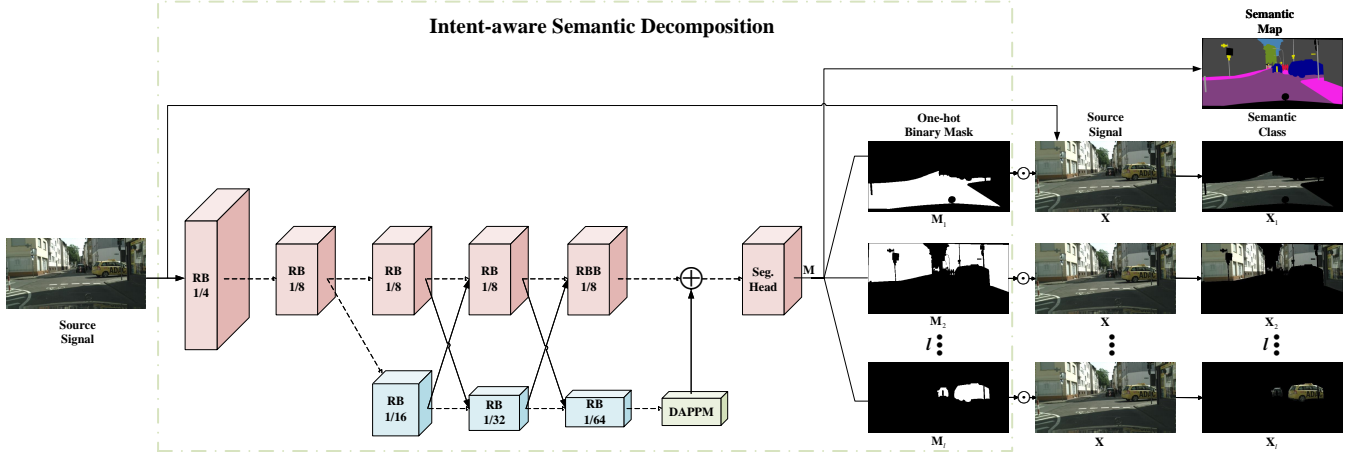 Intent-aware Semantic Decomposition
Semantic
Map
One-hot
Binary Mask
Source
Signal
Semantic
Class
M1
X
X1
RB
1/4
RB
1/8
RB
1/8
RB
1/8
RBB
1/8
Seg.
Head
M
Source
Signal
M2
X
X2
l
l
RB
1/16
RB
1/32
RB
1/64
DAPPM
Ml
X
Xl